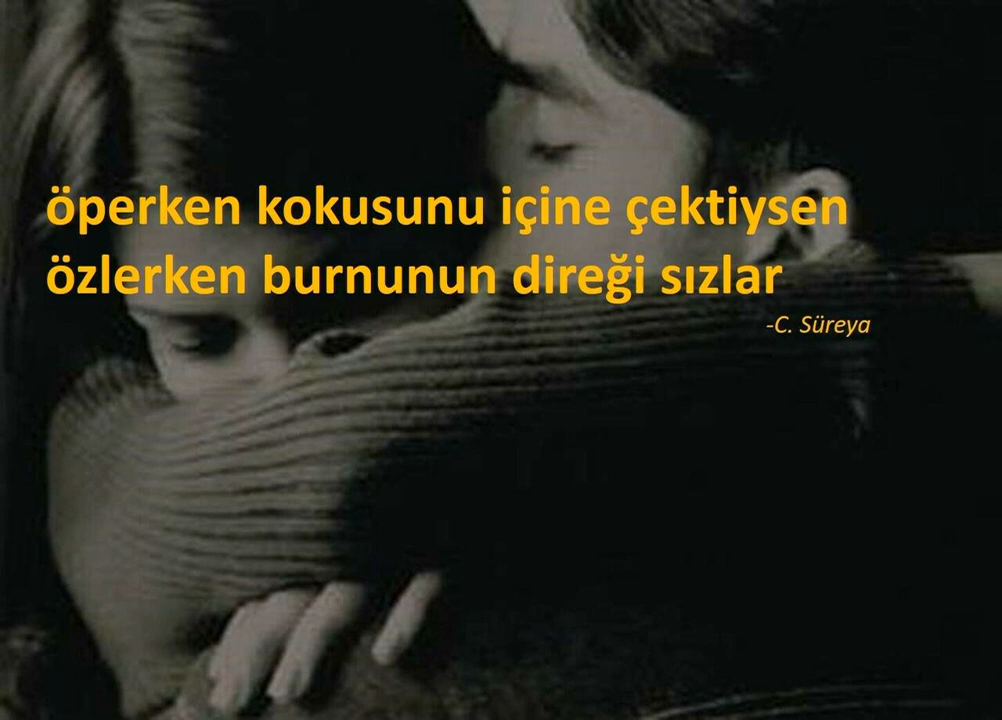 öperken kokusunu içine çektiysen
özlerken burnunun direği sızlar
-C. Süreya